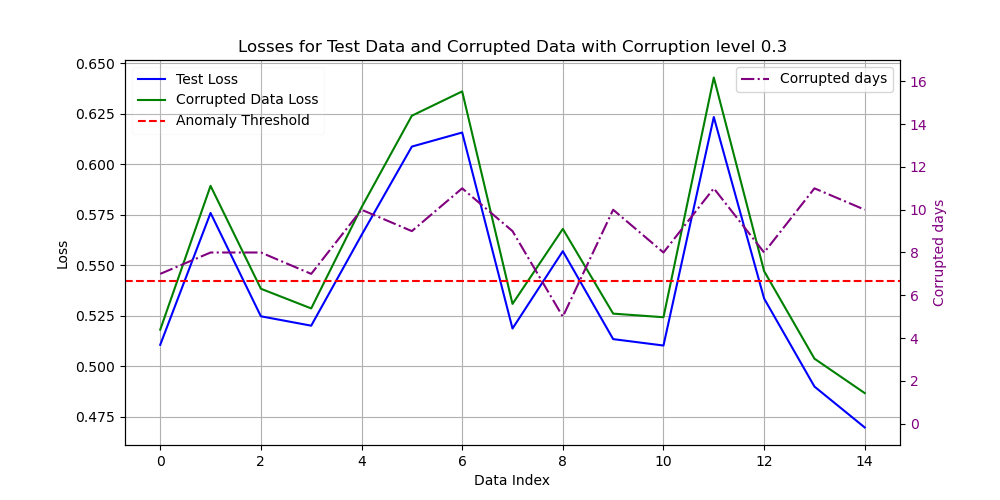 Losses for Test Data and Corrupted Data with Corruption level 0.3
Test Loss
Corrupted Data Loss
Anomaly Threshold
Corrupted days
Loss
0.650
0.625
0.600
0.575
0.550
0.525
0.500
0.475
16
14
12
10
8
6
4
2
0
Corrupted days
0 2 4 6 8 10 12 14
Data Index